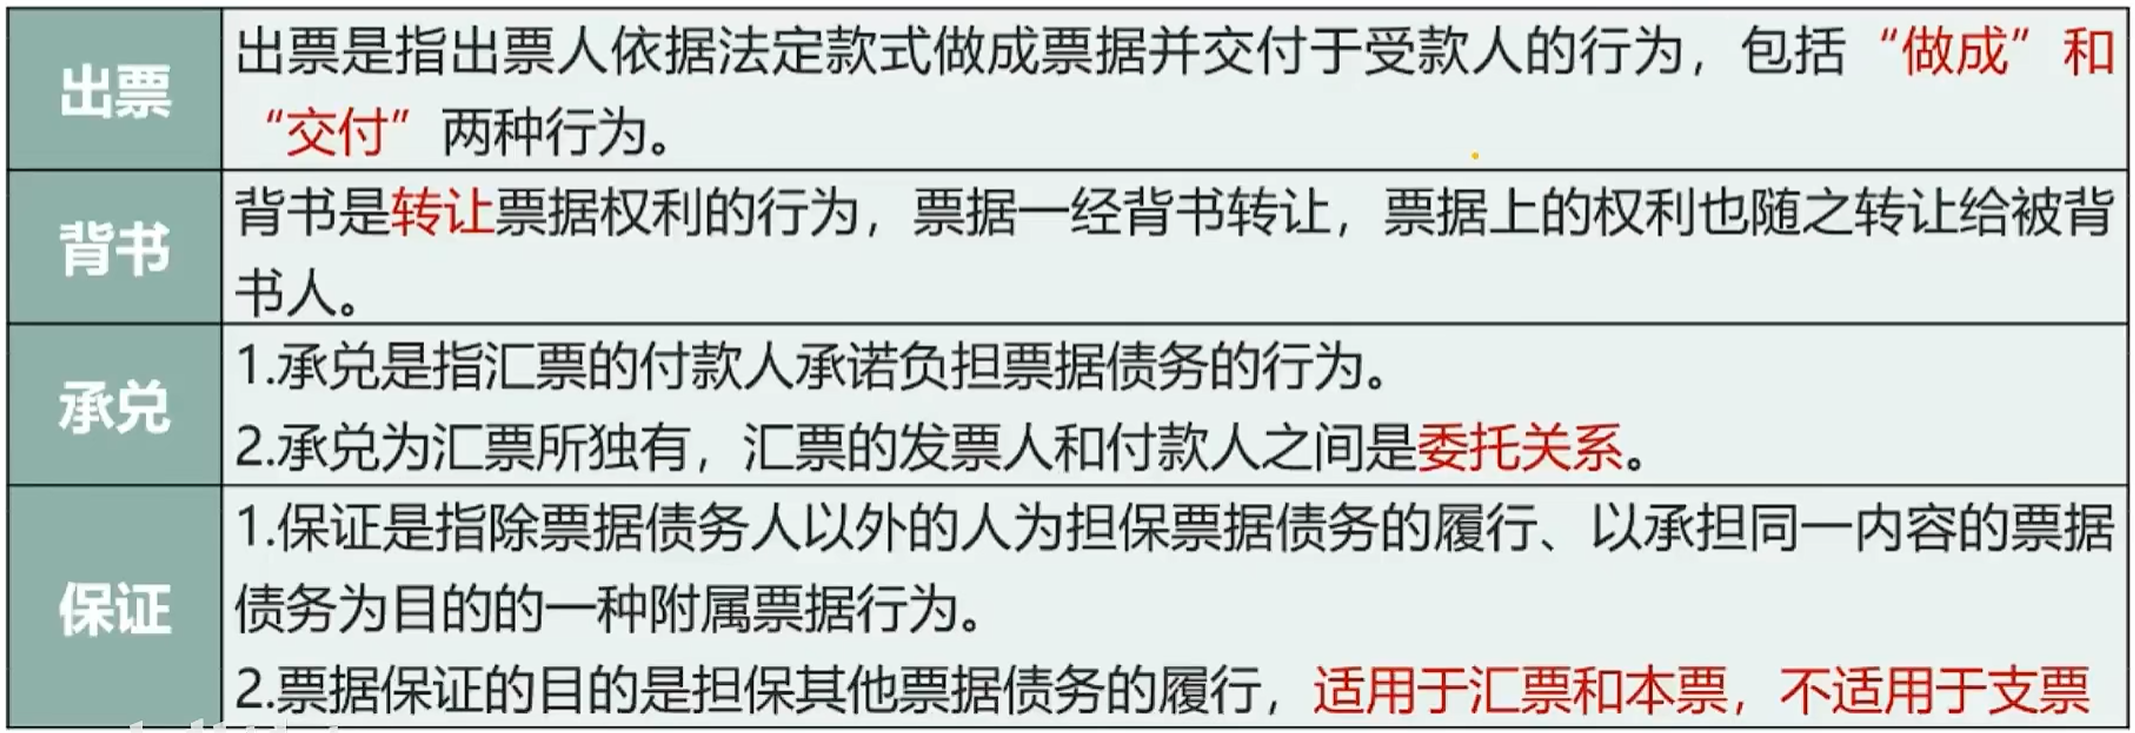 出票
出票是指出票人依据法定款式做成票据并交付于受款人的行为，包括“做成”和
“交付”两种行为。
背书
背书是转让票据权利的行为，票据一经背书转让，票据上的权利也随之转让给被背
书人。
承兑
1.承兑是指汇票的付款人承诺负担票据债务的行为。
2.承兑为汇票所独有，汇票的发票人和付款人之间是委托关系。
保证
1.保证是指除票据债务人以外的人为担保票据债务的履行、以承担同一内容的票据
债务为目的的一种附属票据行为。
2.票据保证的目的是担保其他票据债务的履行，适用于汇票和本票，不适用于支票